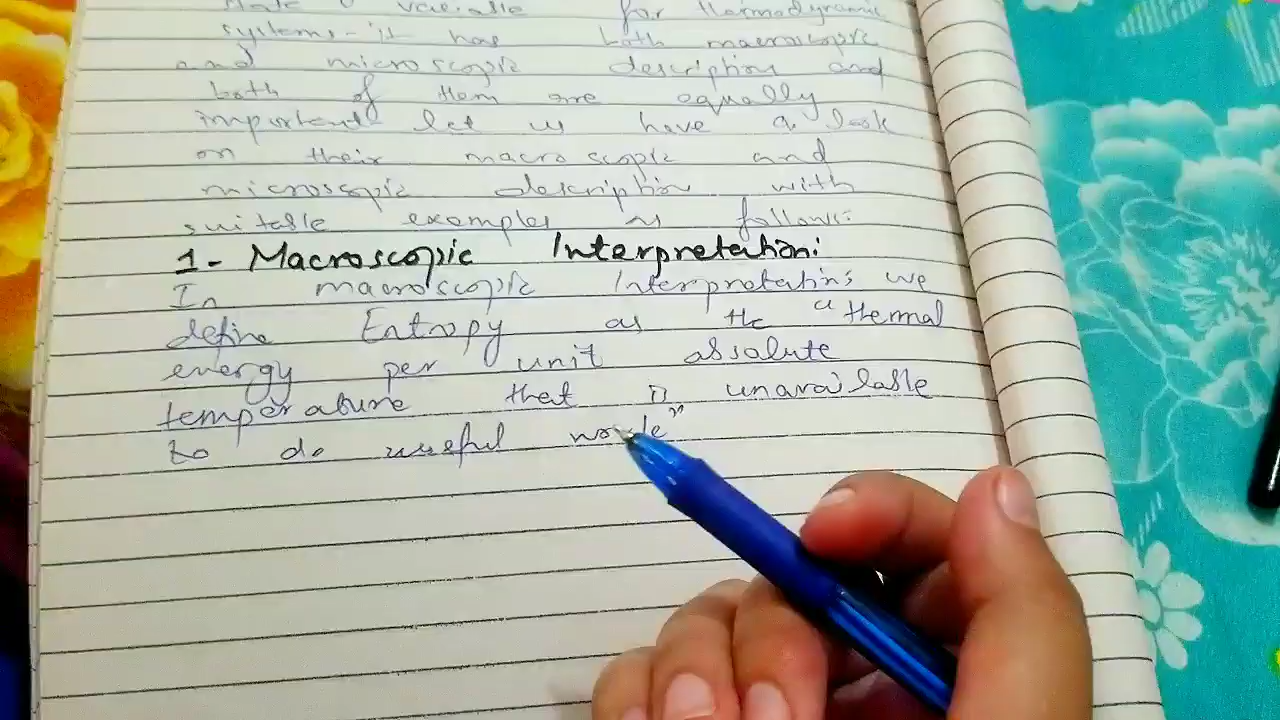 state variable for thermodynamic
systems - it has both macroscopic
and microscopic description and
both of them are equally
important let us have a look
on their macroscopic and
microscopic description with
suitable examples as follows:
1- Macroscopic Interpretation:
In macroscopic Interpretations we
define Entropy as the "thermal
energy per unit absolute
temperature that is unavailable
to do useful work"